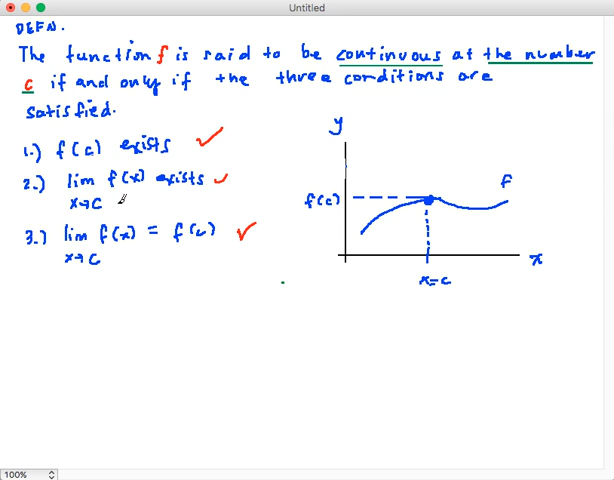 Untitled
DEFN.
The function f is said to be continuous at the number
c if and only if the three conditions are
satisfied.
1.) f(c) exists
2.) lim f(x) exists
x→c
3.) lim f(x) = f(c)
x→c
y
f(c)
f
x
x=c
100%